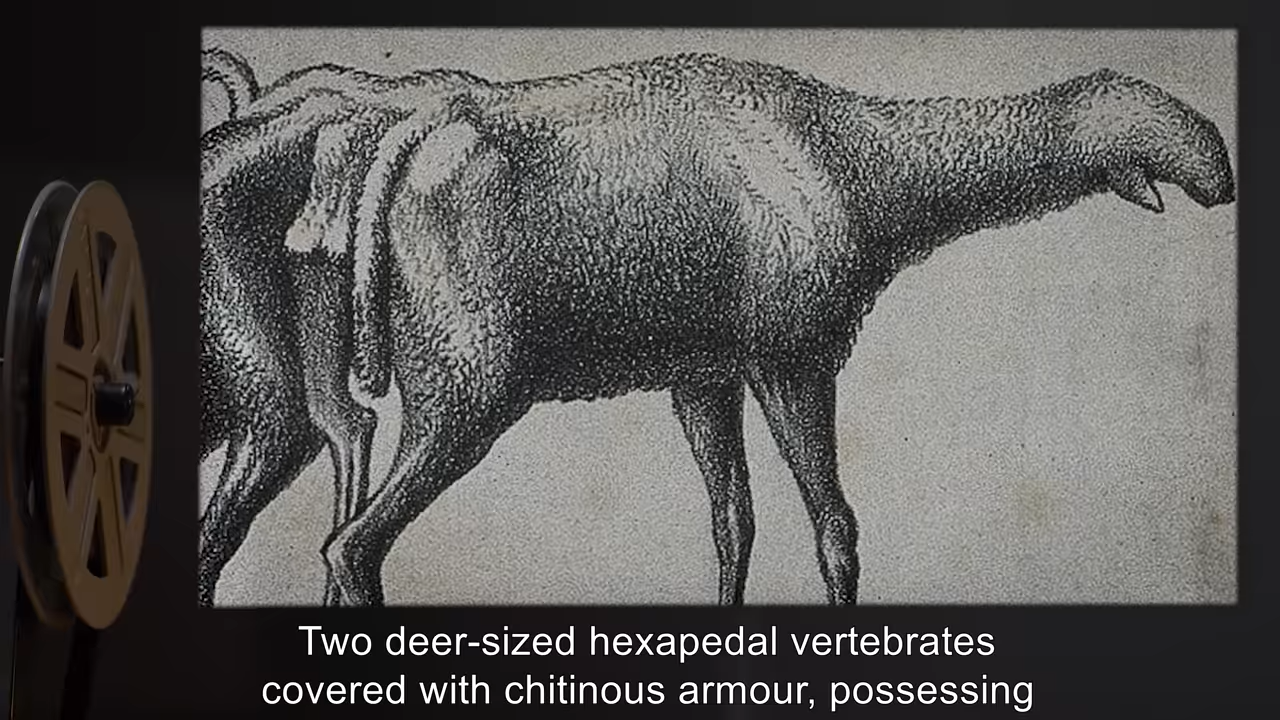 Two deer-sized hexapedal vertebrates
covered with chitinous armour, possessing